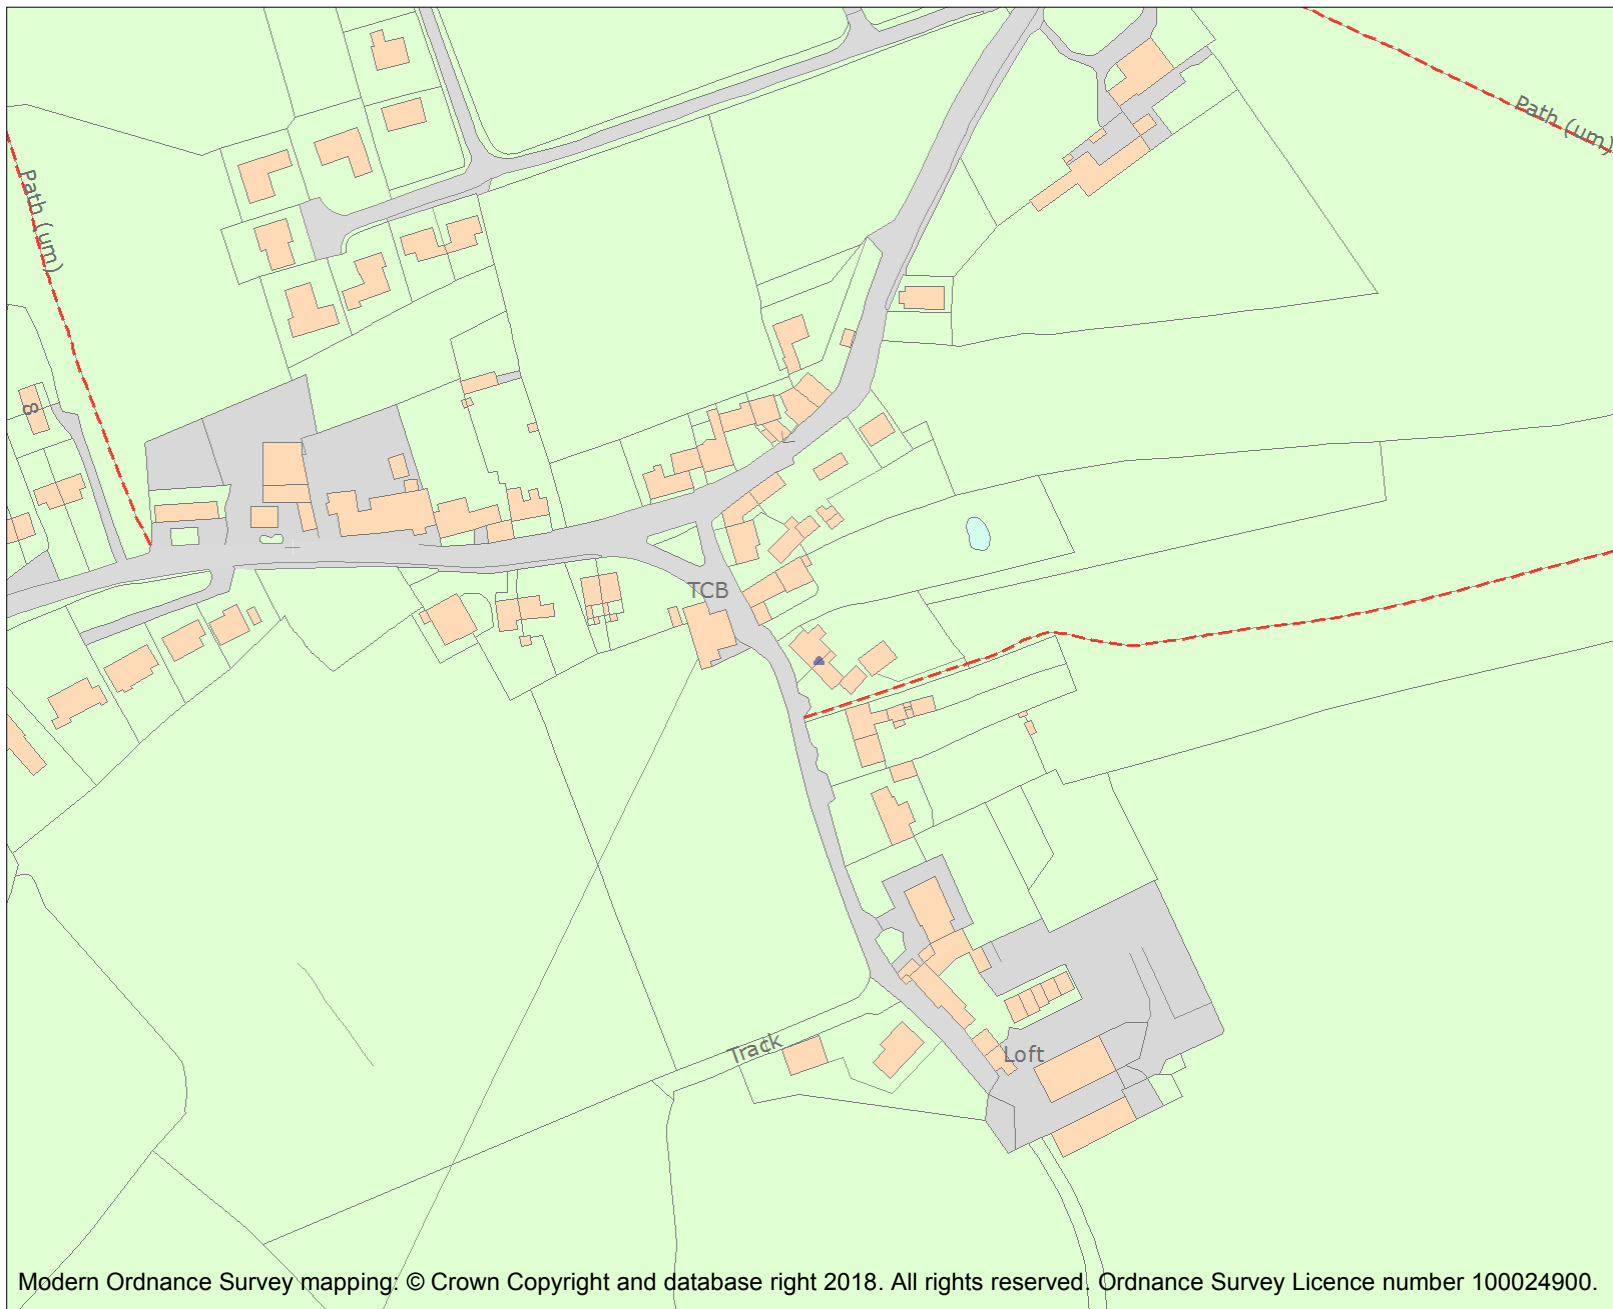 Path (um)
Path (um)
8
L
TCB
Track
Loft
Modern Ordnance Survey mapping: © Crown Copyright and database right 2018. All rights reserved. Ordnance Survey Licence number 100024900.